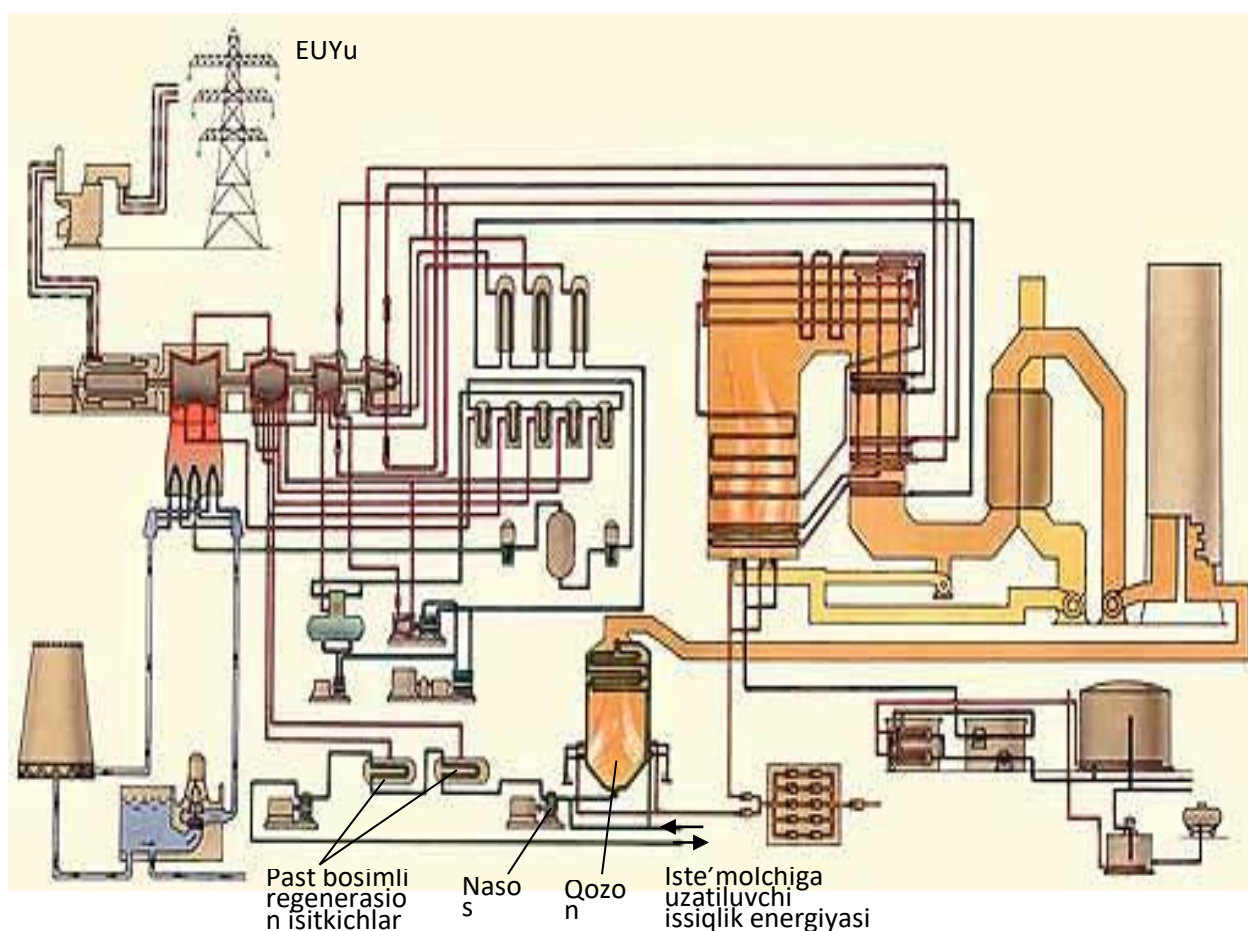 EUYu
Past bosimli
regenerasio
n isitkichlar
Naso
s
Qozo
n
Iste’molchiga
uzatiluvchi
issiqlik energiyasi